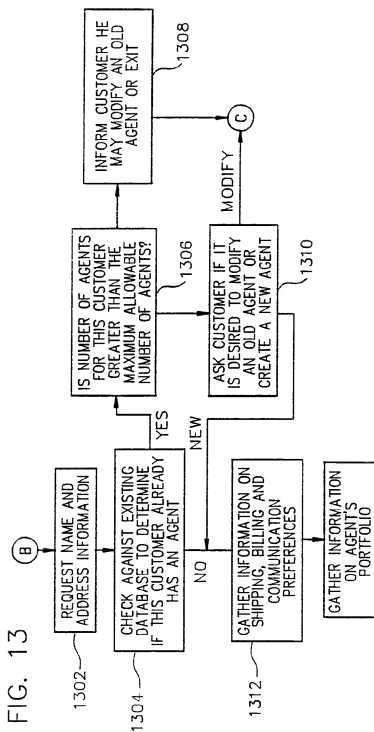 FIG. 13
B
REQUEST NAME AND
ADDRESS INFORMATION
1302
CHECK AGAINST EXISTING
DATABASE TO DETERMINE
IF THIS CUSTOMER ALREADY
HAS AN AGENT
1304
YES
NO
IS NUMBER OF AGENTS
FOR THIS CUSTOMER
GREATER THAN THE
MAXIMUM ALLOWABLE
NUMBER OF AGENTS?
1306
INFORM CUSTOMER HE
MAY MODIFY AN OLD
AGENT OR EXIT
1308
ASK CUSTOMER IF IT
IS DESIRED TO MODIFY
AN OLD AGENT OR
CREATE A NEW AGENT
1310
MODIFY
C
NEW
GATHER INFORMATION ON
SHIPPING, BILLING AND
COMMUNICATION
PREFERENCES
1312
GATHER INFORMATION
ON AGENT'S
PORTFOLIO